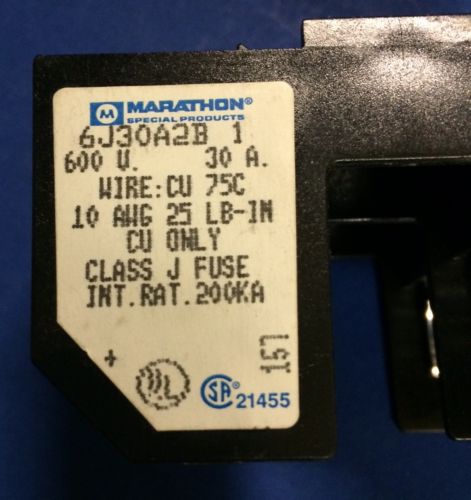 MARATHON®
SPECIAL PRODUCTS
6J30A2B 1
600 V. 30 A.
WIRE:CU 75C
10 AWG 25 LB-IN
CU ONLY
CLASS J FUSE
INT.RAT.200KA
157
SA® 21455